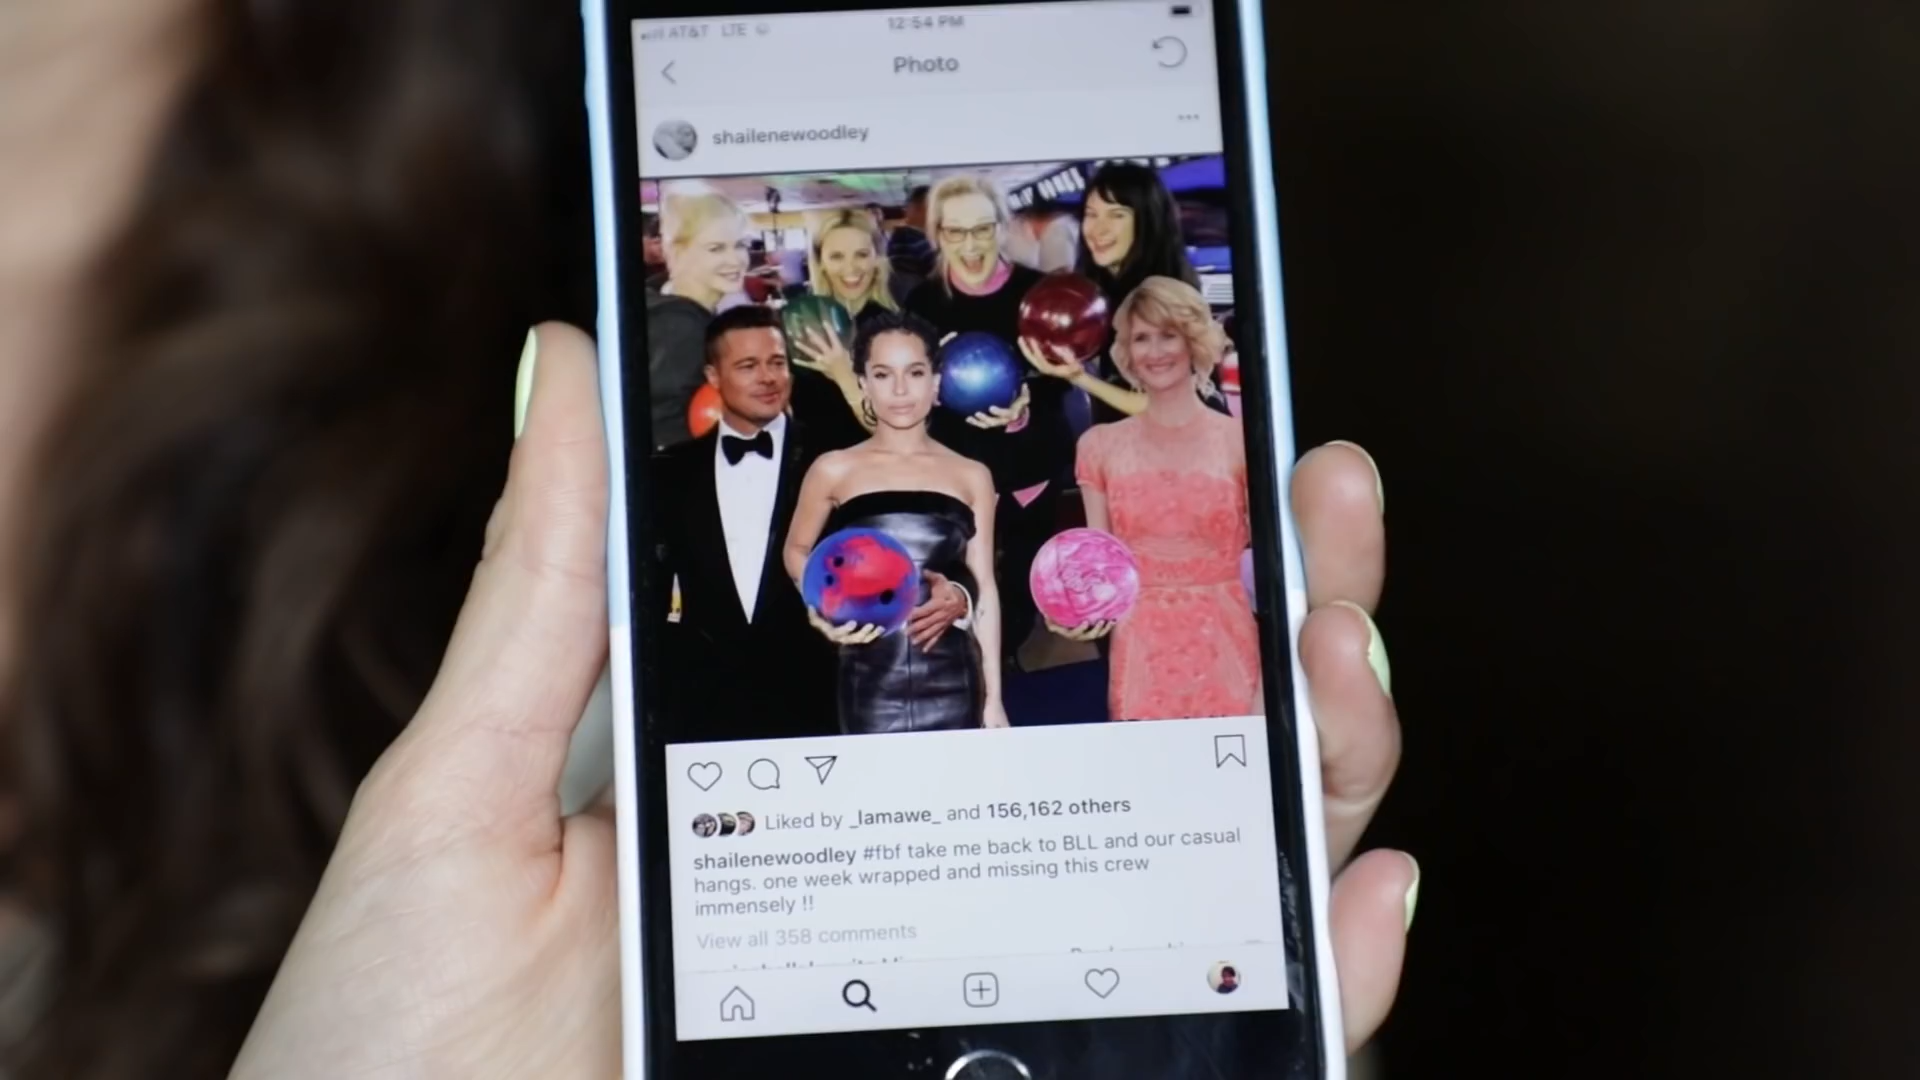 AT&T LTE 12:54 PM
Photo
shailenewoodley
Liked by _lamawe_ and 156,162 others
shailenewoodley #fbf take me back to BLL and our casual
hangs. one week wrapped and missing this crew
immensely !!
View all 358 comments